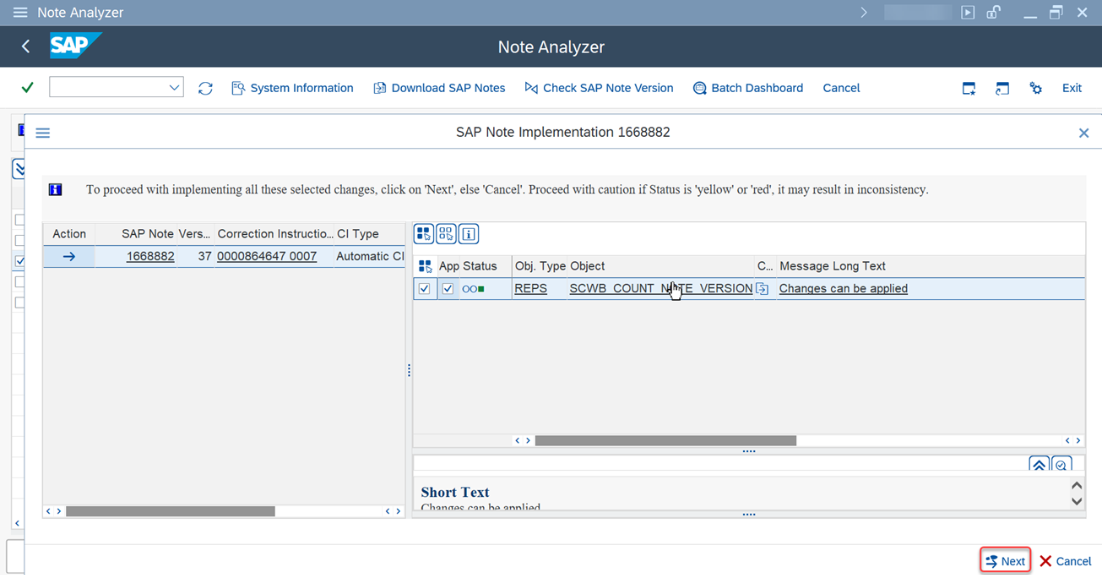 Note Analyzer
SAP
Note Analyzer
System Information Download SAP Notes Check SAP Note Version Batch Dashboard Cancel Exit
SAP Note Implementation 1668882
To proceed with implementing all these selected changes, click on 'Next', else 'Cancel'. Proceed with caution if Status is 'yellow' or 'red', it may result in inconsistency.
Action SAP Note Vers... Correction Instructio... CI Type
1668882 37 0000864647 0007 Automatic CI
App Status Obj. Type Object C... Message Long Text
REPS SCWB_COUNT_NOTE_VERSION Changes can be applied
Short Text
Changes can be applied
Next Cancel